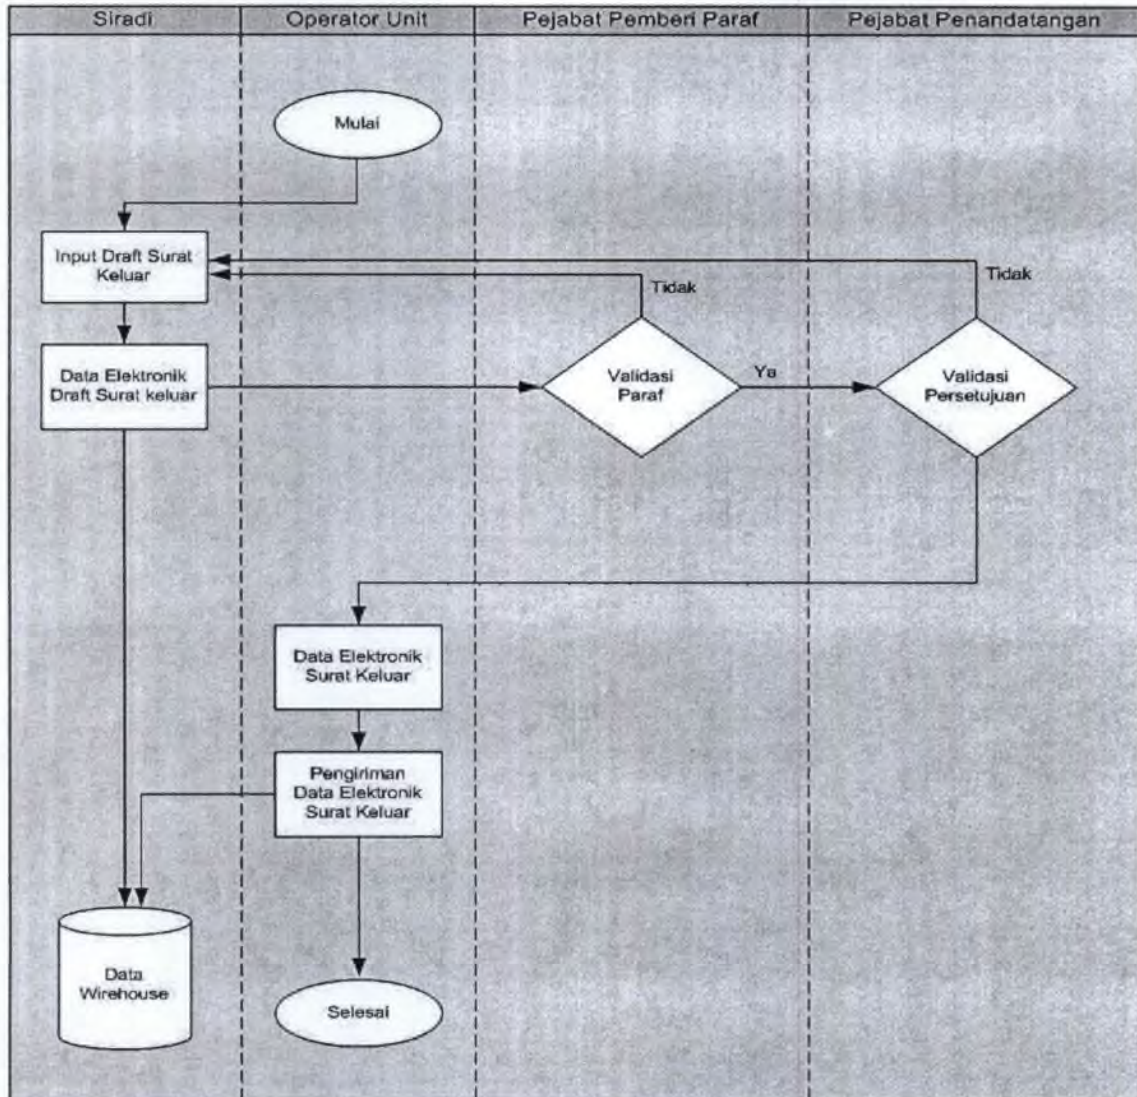 Siradi
Operator Unit
Pejabat Pemberi Paraf
Pejabat Penandatangan
Mulai
Input Draft Surat
Keluar
Tidak
Tidak
Data Elektronik
Draft Surat keluar
Validasi
Paraf
Ya
Validasi
Persetujuan
Data Elektronik
Surat Keluar
Pengiriman
Data Elektronik
Surat Keluar
Data
Wirehouse
Selesai